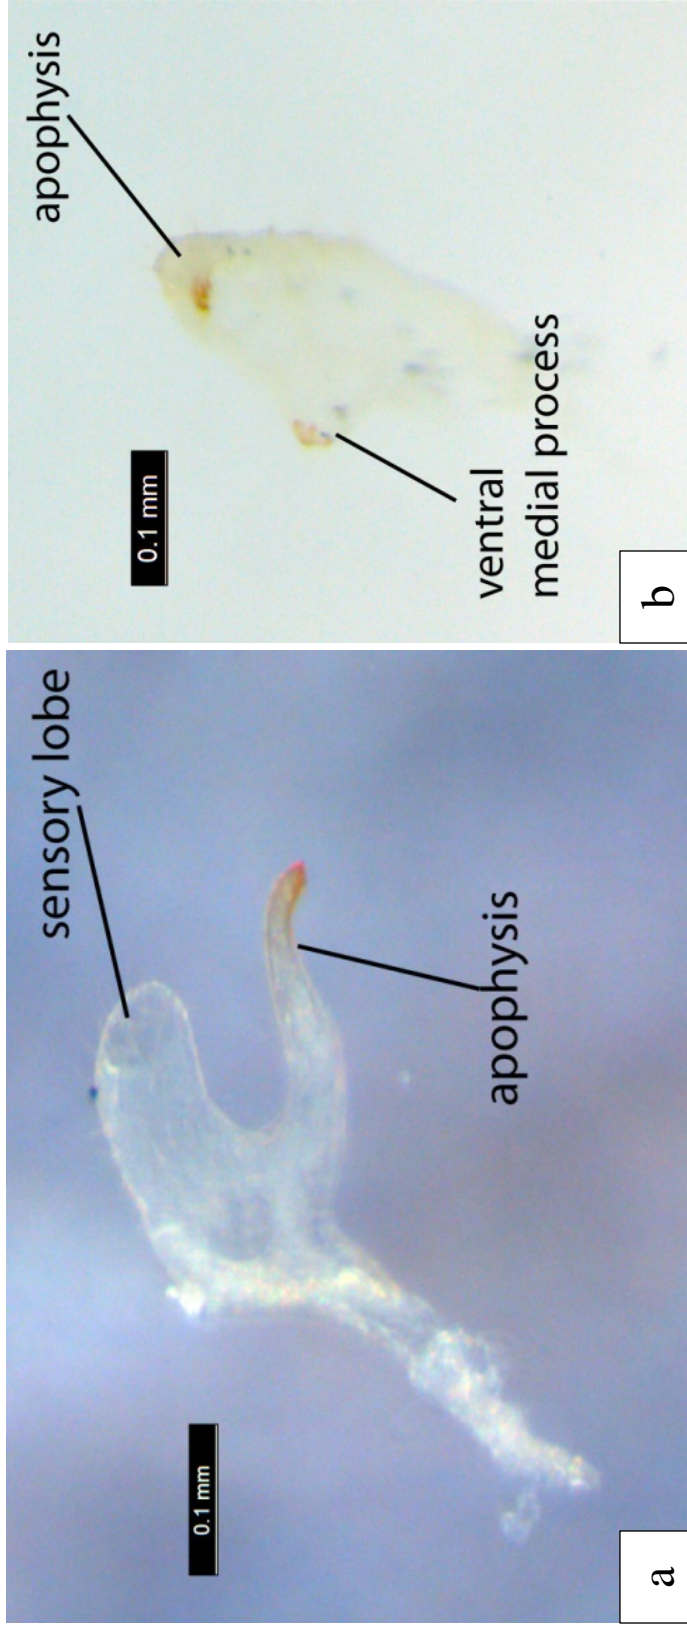 sensory lobe
apophysis
0.1 mm
a
apophysis
0.1 mm
ventral
medial process
b